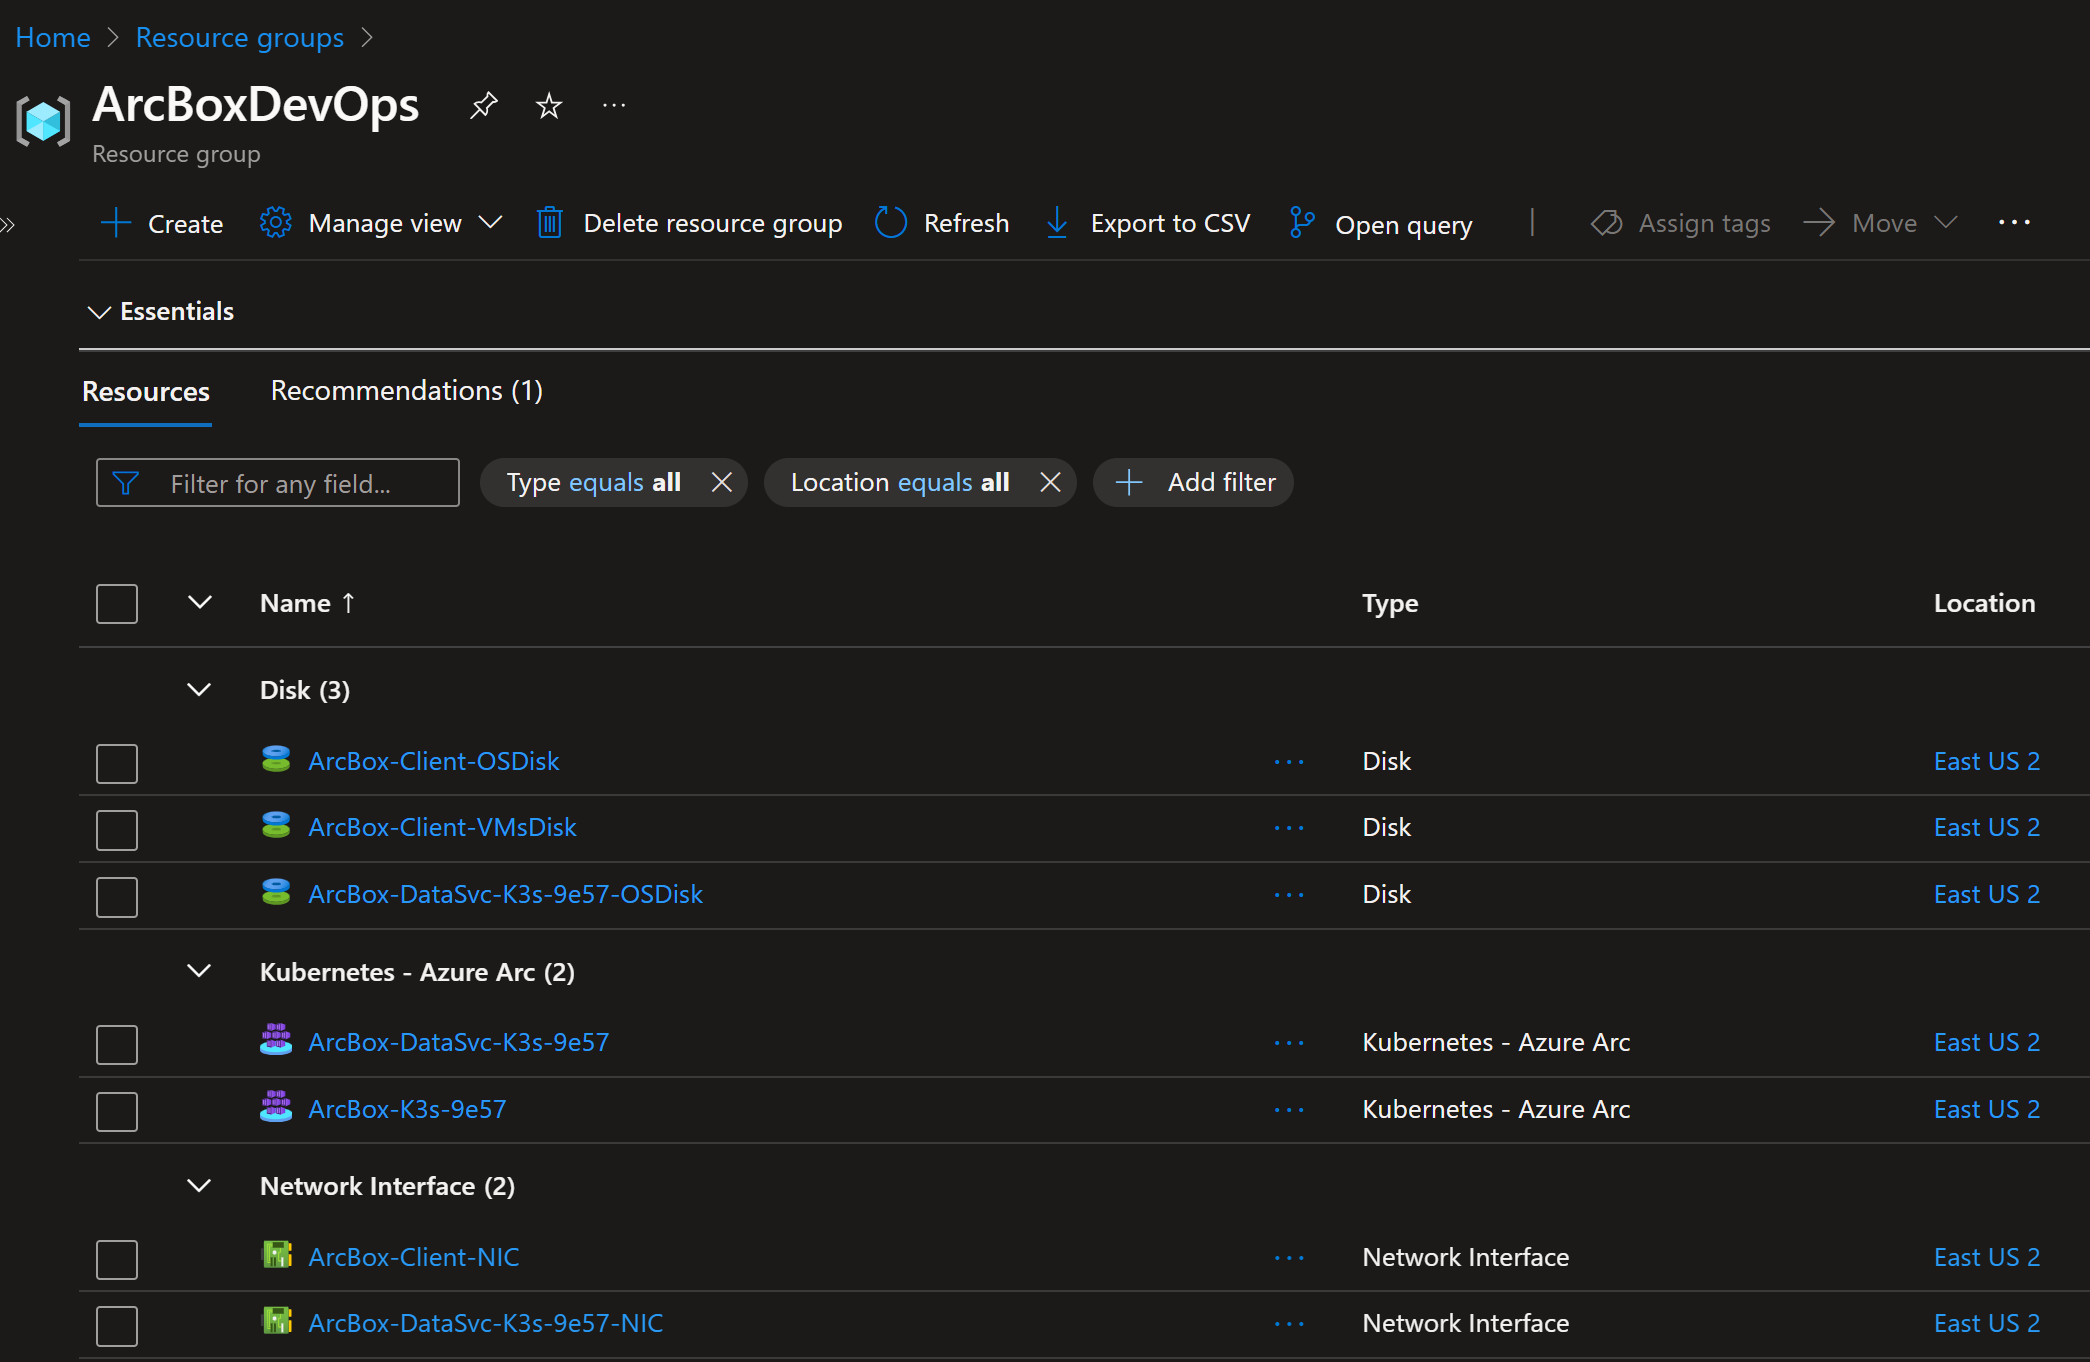 Home > Resource groups >
ArcBoxDevOps
Resource group
Create Manage view Delete resource group Refresh Export to CSV Open query | Assign tags Move
Essentials
Resources Recommendations (1)
Filter for any field... Type equals all Location equals all Add filter
Name ↑ Type Location
Disk (3)
ArcBox-Client-OSDisk ... Disk East US 2
ArcBox-Client-VMsDisk ... Disk East US 2
ArcBox-DataSvc-K3s-9e57-OSDisk ... Disk East US 2
Kubernetes - Azure Arc (2)
ArcBox-DataSvc-K3s-9e57 ... Kubernetes - Azure Arc East US 2
ArcBox-K3s-9e57 ... Kubernetes - Azure Arc East US 2
Network Interface (2)
ArcBox-Client-NIC ... Network Interface East US 2
ArcBox-DataSvc-K3s-9e57-NIC ... Network Interface East US 2